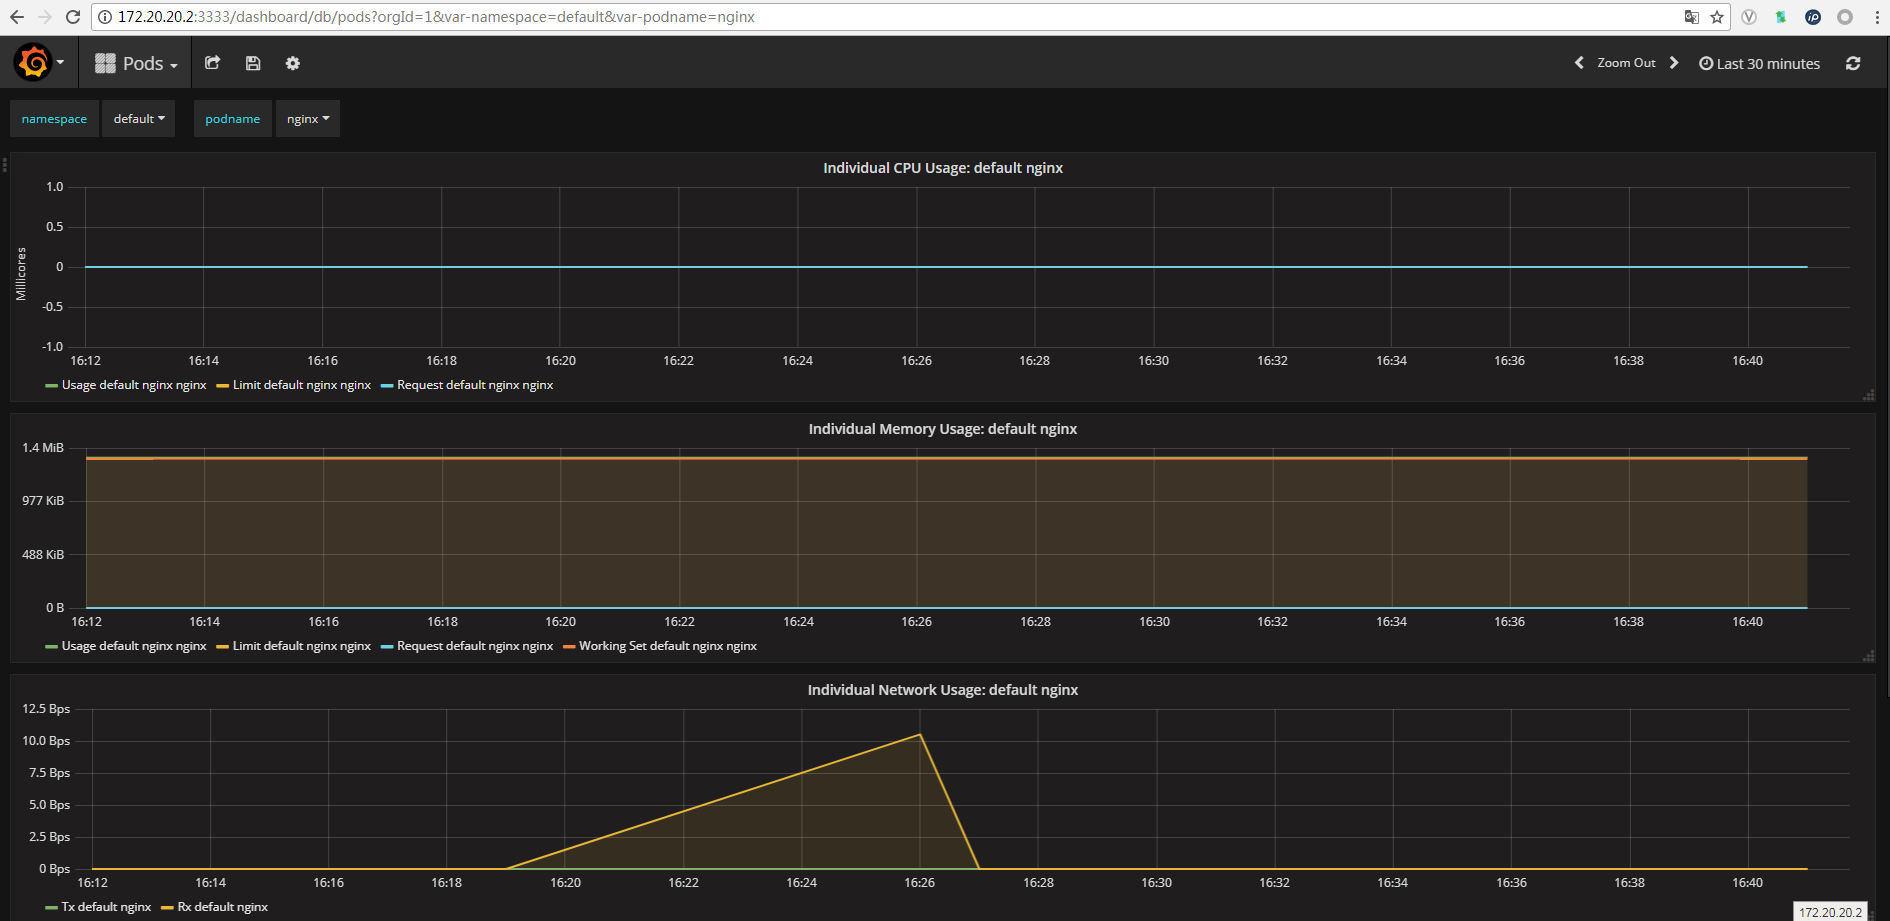 172.20.20.2:3333/dashboard/db/pods?orgId=1&var-namespace=default&var-podname=nginx
Pods
Zoom Out
Last 30 minutes
namespace default podname nginx
Individual CPU Usage: default nginx
1.0
0.5
0
-0.5
-1.0
Millicores
16:12 16:14 16:16 16:18 16:20 16:22 16:24 16:26 16:28 16:30 16:32 16:34 16:36 16:38 16:40
Usage default nginx nginx Limit default nginx nginx Request default nginx nginx
Individual Memory Usage: default nginx
1.4 MiB
977 KiB
488 KiB
0 B
16:12 16:14 16:16 16:18 16:20 16:22 16:24 16:26 16:28 16:30 16:32 16:34 16:36 16:38 16:40
Usage default nginx nginx Limit default nginx nginx Request default nginx nginx Working Set default nginx nginx
Individual Network Usage: default nginx
12.5 Bps
10.0 Bps
7.5 Bps
5.0 Bps
2.5 Bps
0 Bps
16:12 16:14 16:16 16:18 16:20 16:22 16:24 16:26 16:28 16:30 16:32 16:34 16:36 16:38 16:40
Tx default nginx Rx default nginx
172.20.20.2